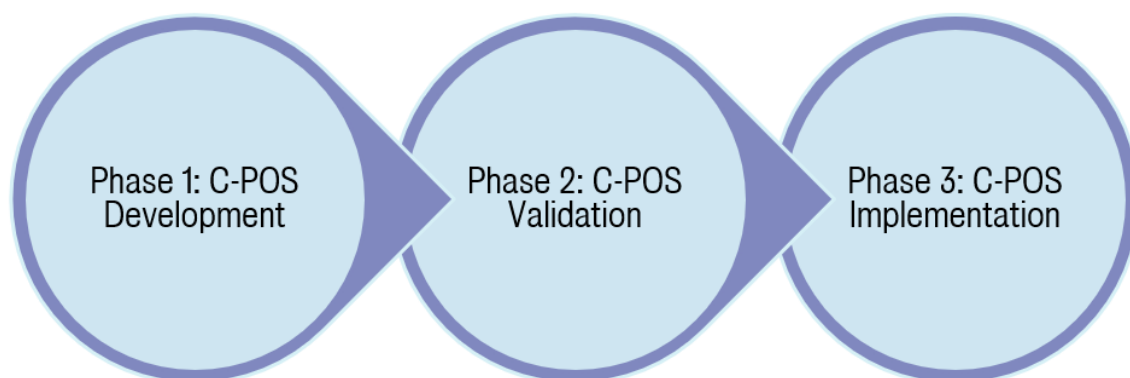 Phase 1: C-POS
Development
Phase 2: C-POS
Validation
Phase 3: C-POS
Implementation